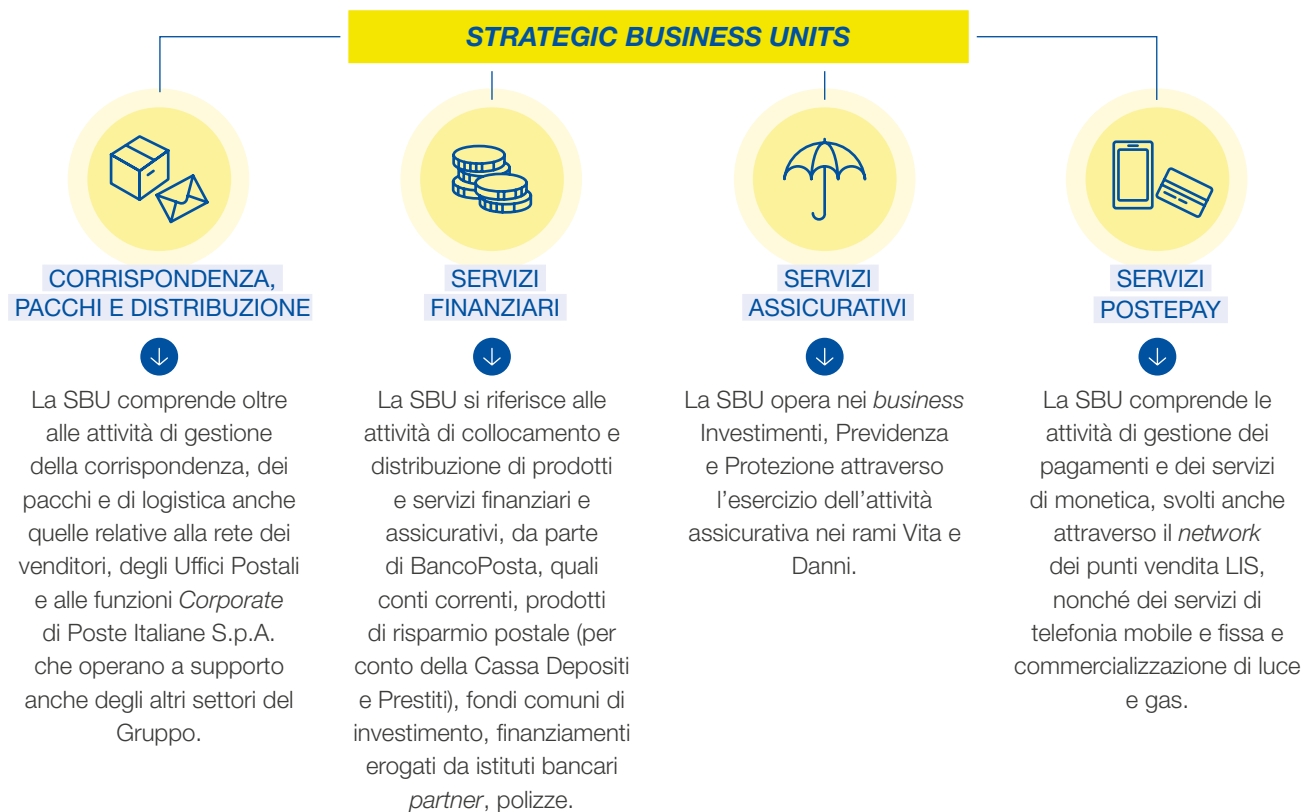 STRATEGIC BUSINESS UNITS
CORRISPONDENZA,
PACCHI E DISTRIBUZIONE
La SBU comprende oltre
alle attività di gestione
della corrispondenza, dei
pacchi e di logistica anche
quelle relative alla rete dei
venditori, degli Uffici Postali
e alle funzioni Corporate
di Poste Italiane S.p.A.
che operano a supporto
anche degli altri settori del
Gruppo.
SERVIZI
FINANZIARI
La SBU si riferisce alle
attività di collocamento e
distribuzione di prodotti
e servizi finanziari e
assicurativi, da parte
di BancoPosta, quali
conti correnti, prodotti
di risparmio postale (per
conto della Cassa Depositi
e Prestiti), fondi comuni di
investimento, finanziamenti
erogati da istituti bancari
partner, polizze.
SERVIZI
ASSICURATIVI
La SBU opera nei business
Investimenti, Previdenza
e Protezione attraverso
l’esercizio dell’attività
assicurativa nei rami Vita e
Danni.
SERVIZI
POSTEPAY
La SBU comprende le
attività di gestione dei
pagamenti e dei servizi
di monetica, svolti anche
attraverso il network
dei punti vendita LIS,
nonché dei servizi di
telefonia mobile e fissa e
commercializzazione di luce
e gas.